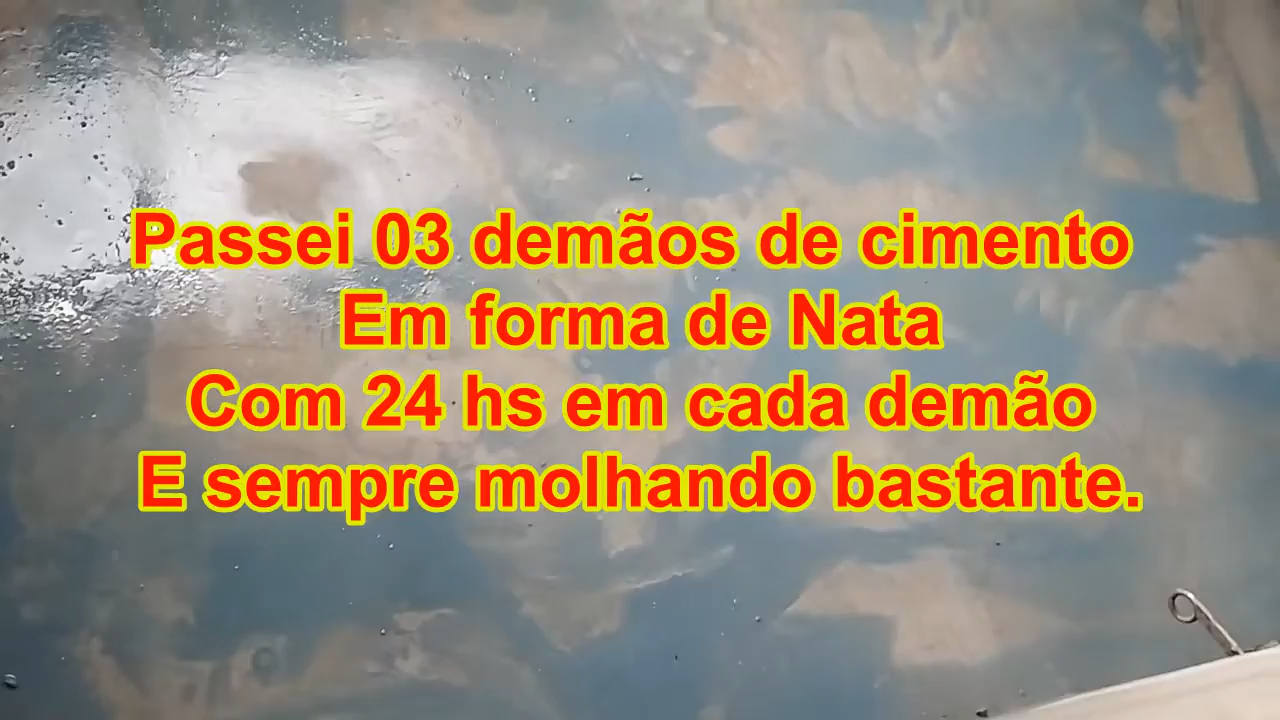 Passei 03 demãos de cimento
Em forma de Nata
Com 24 hs em cada demão
E sempre molhando bastante.